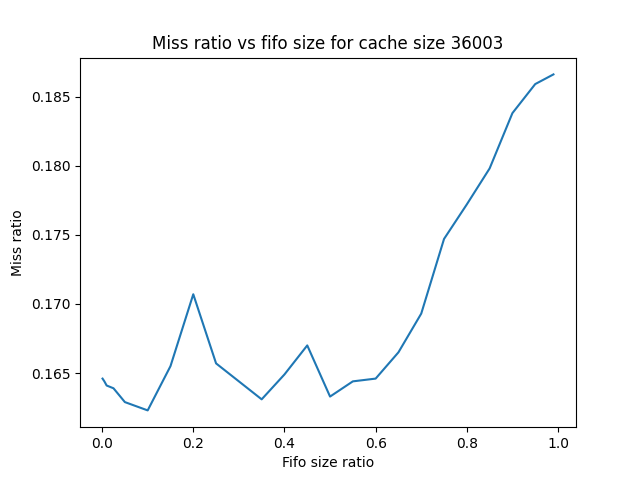 Miss ratio vs fifo size for cache size 36003
0.185
0.180
0.175
0.170
0.165
Miss ratio
0.0 0.2 0.4 0.6 0.8 1.0
Fifo size ratio